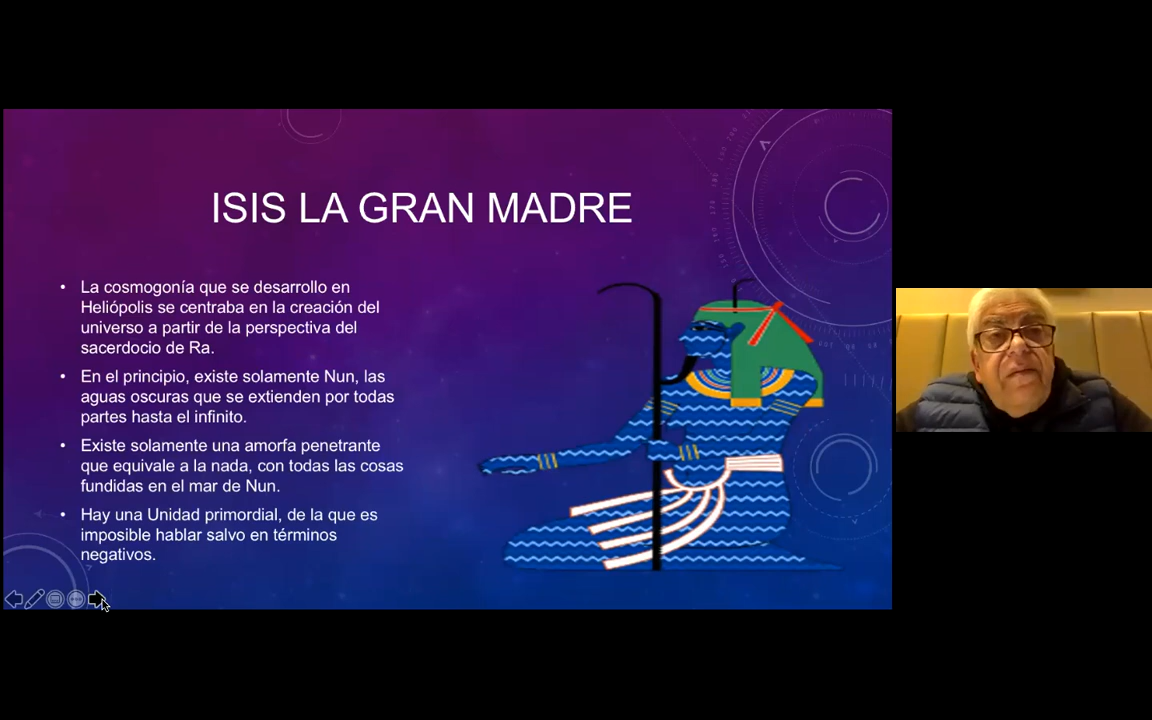 ISIS LA GRAN MADRE
• La cosmogonía que se desarrollo en
Heliópolis se centraba en la creación del
universo a partir de la perspectiva del
sacerdocio de Ra.
• En el principio, existe solamente Nun, las
aguas oscuras que se extienden por todas
partes hasta el infinito.
• Existe solamente una amorfa penetrante
que equivale a la nada, con todas las cosas
fundidas en el mar de Nun.
• Hay una Unidad primordial, de la que es
imposible hablar salvo en términos
negativos.